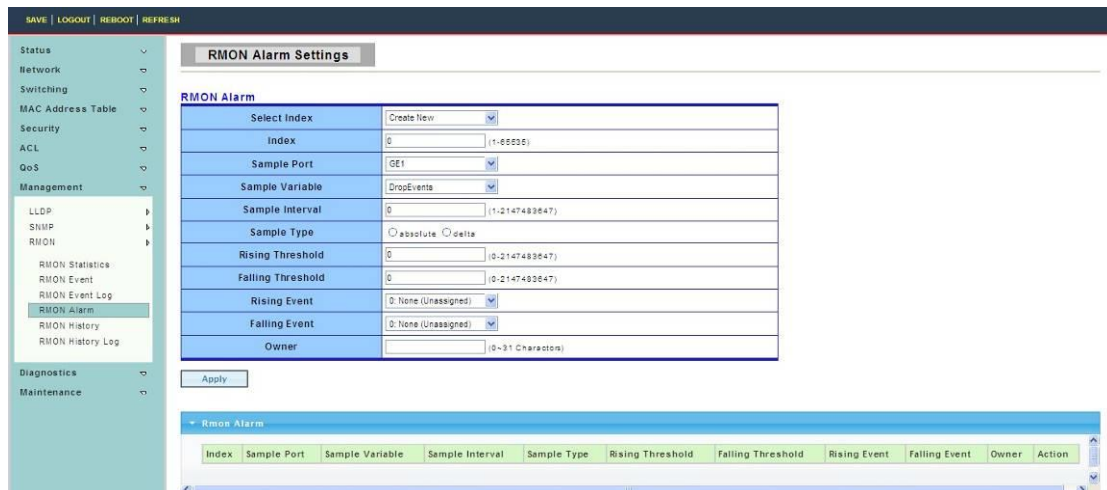 SAVE | LOGOUT | REBOOT | REFRESH
Status
Network
Switching
MAC Address Table
Security
ACL
QoS
Management
LLDP
SNMP
RMON
RMON Statistics
RMON Event
RMON Event Log
RMON Alarm
RMON History
RMON History Log
Diagnostics
Maintenance
RMON Alarm Settings
RMON Alarm
Select Index Create New
Index 0 (1-65535)
Sample Port GE1
Sample Variable DropEvents
Sample Interval 0 (1-2147483647)
Sample Type absolute delta
Rising Threshold 0 (0-2147483647)
Falling Threshold 0 (0-2147483647)
Rising Event 0: None (Unassigned)
Falling Event 0: None (Unassigned)
Owner (0~31 Charactors)
Apply
Rmon Alarm
Index Sample Port Sample Variable Sample Interval Sample Type Rising Threshold Falling Threshold Rising Event Falling Event Owner Action